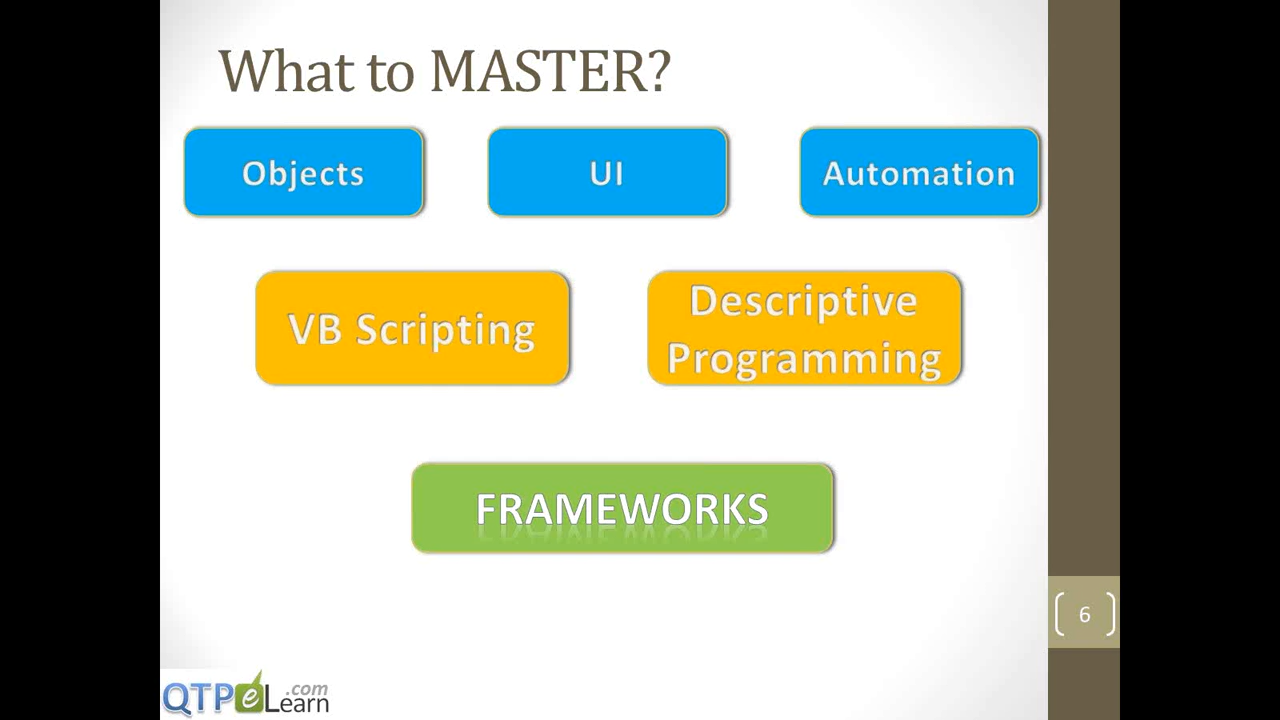 What to MASTER?
Objects
UI
Automation
VB Scripting
Descriptive
Programming
FRAMEWORKS
6
QTPeLearn.com